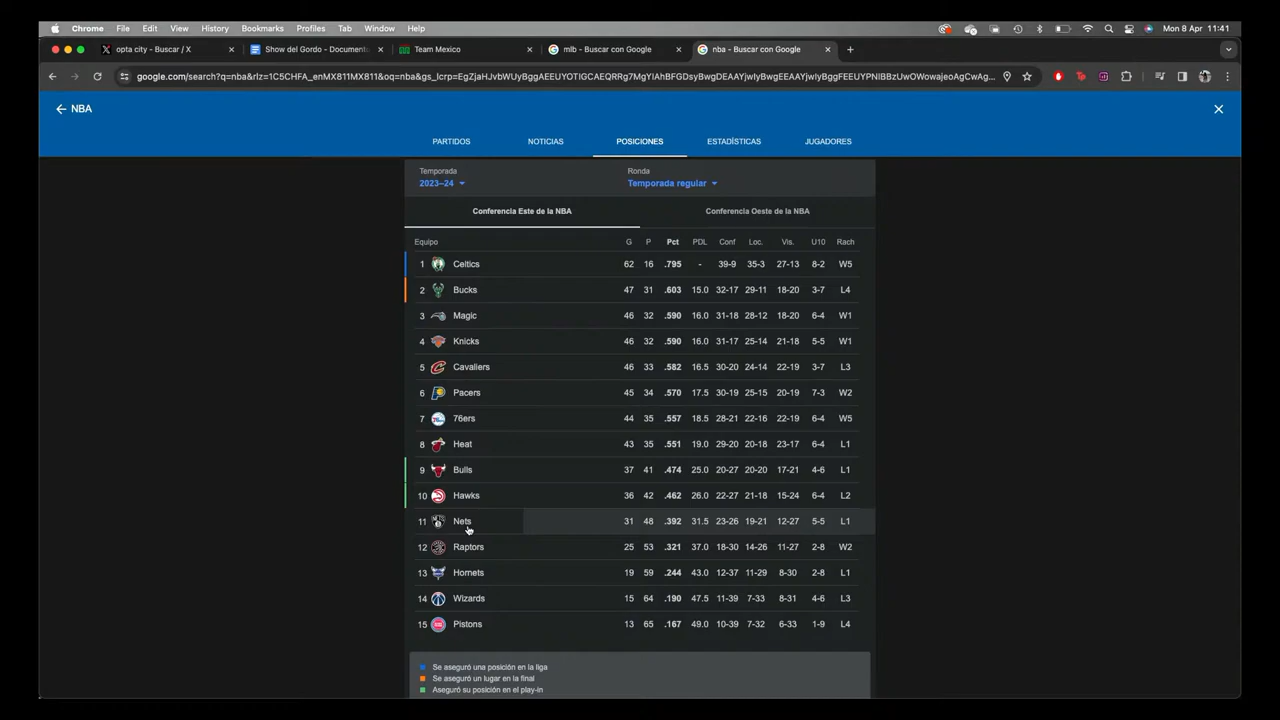 Chrome File Edit View History Bookmarks Profiles Tab Window Help Mon 8 Apr 11:41
opta city - Buscar / X Show del Gordo - Document Team Mexico mlb - Buscar con Google nba - Buscar con Google
NBA
PARTIDOS NOTICIAS POSICIONES ESTADÍSTICAS JUGADORES
Temporada Ronda
2023–24 Temporada regular
Conferencia Este de la NBA Conferencia Oeste de la NBA
Equipo G P Pct PDL Conf Loc. Vis. U10 Rach
1 Celtics 62 16 .795 - 39-9 35-3 27-13 8-2 W5
2 Bucks 47 31 .603 15.0 32-17 29-11 18-20 3-7 L4
3 Magic 46 32 .590 16.0 31-18 28-12 18-20 6-4 W1
4 Knicks 46 32 .590 16.0 31-17 25-14 21-18 5-5 W1
5 Cavaliers 46 33 .582 16.5 30-20 24-14 22-19 3-7 L3
6 Pacers 45 34 .570 17.5 30-19 25-15 20-19 7-3 W2
7 76ers 44 35 .557 18.5 28-21 22-16 22-19 6-4 W5
8 Heat 43 35 .551 19.0 29-20 20-18 23-17 6-4 L1
9 Bulls 37 41 .474 25.0 20-27 20-20 17-21 4-6 L1
10 Hawks 36 42 .462 26.0 22-27 21-18 15-24 6-4 L2
11 Nets 31 48 .392 31.5 23-26 19-21 12-27 5-5 L1
12 Raptors 25 53 .321 37.0 18-30 14-26 11-27 2-8 W2
13 Hornets 19 59 .244 43.0 12-37 11-29 8-30 2-8 L1
14 Wizards 15 64 .190 47.5 11-39 7-33 8-31 4-6 L3
15 Pistons 13 65 .167 49.0 10-39 7-32 6-33 1-9 L4
Se aseguró una posición en la liga
Se aseguró un lugar en la final
Aseguró su posición en el play-in